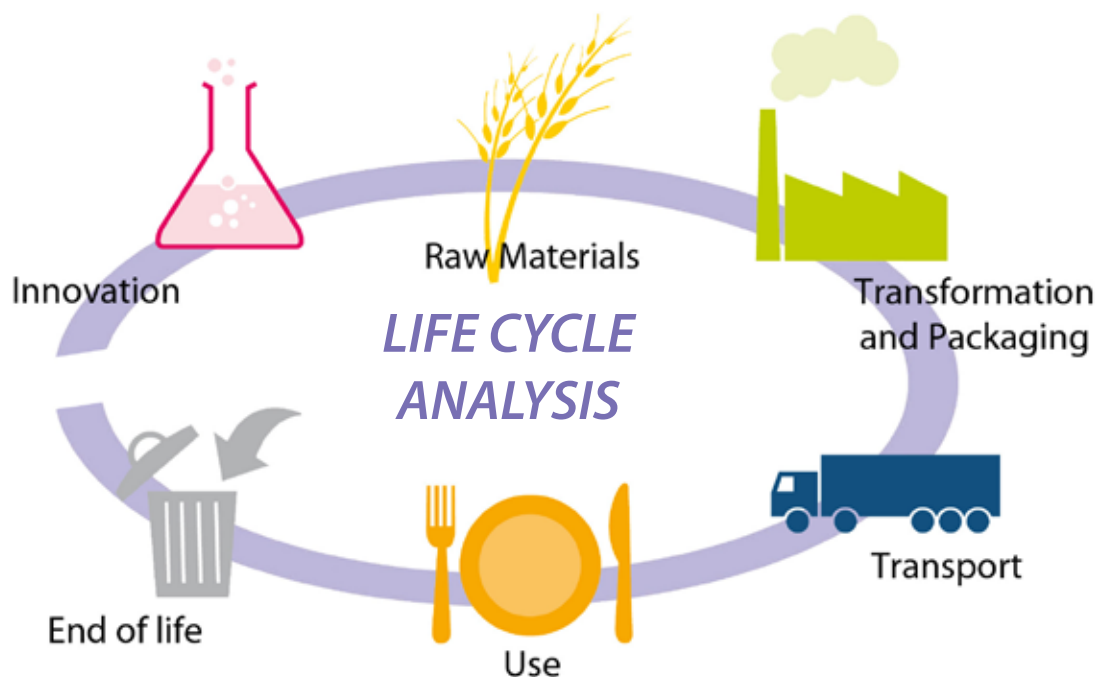 Innovation
Raw Materials
Transformation
and Packaging
LIFE CYCLE
ANALYSIS
Transport
Use
End of life